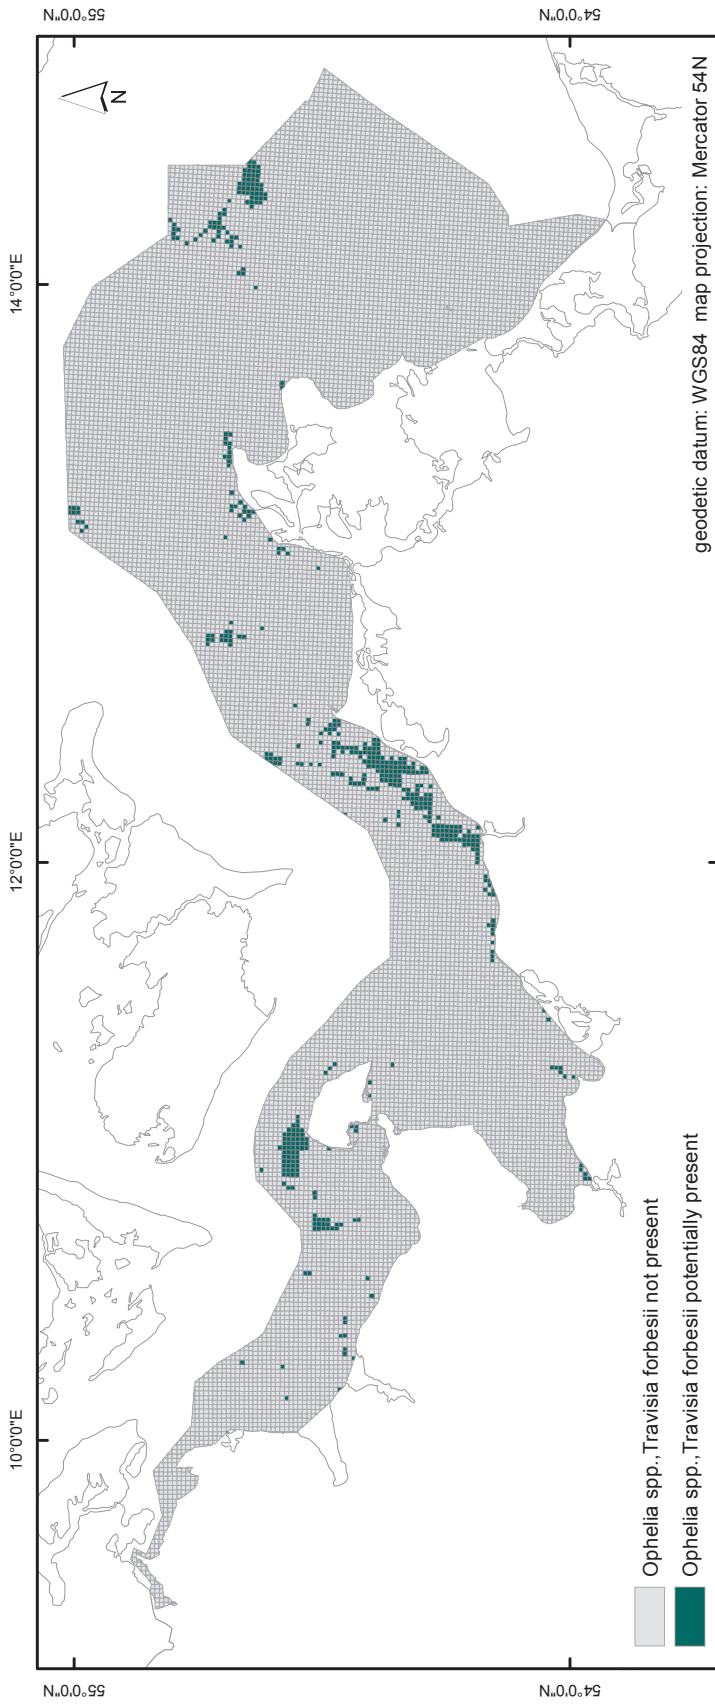 10°0'0"E
12°0'0"E
14°0'0"E
55°0'0"N
55°0'0"N
54°0'0"N
54°0'0"N
N
Ophelia spp.,Travisia forbesii not present
Ophelia spp.,Travisia forbesii potentially present
geodetic datum: WGS84 map projection: Mercator 54N